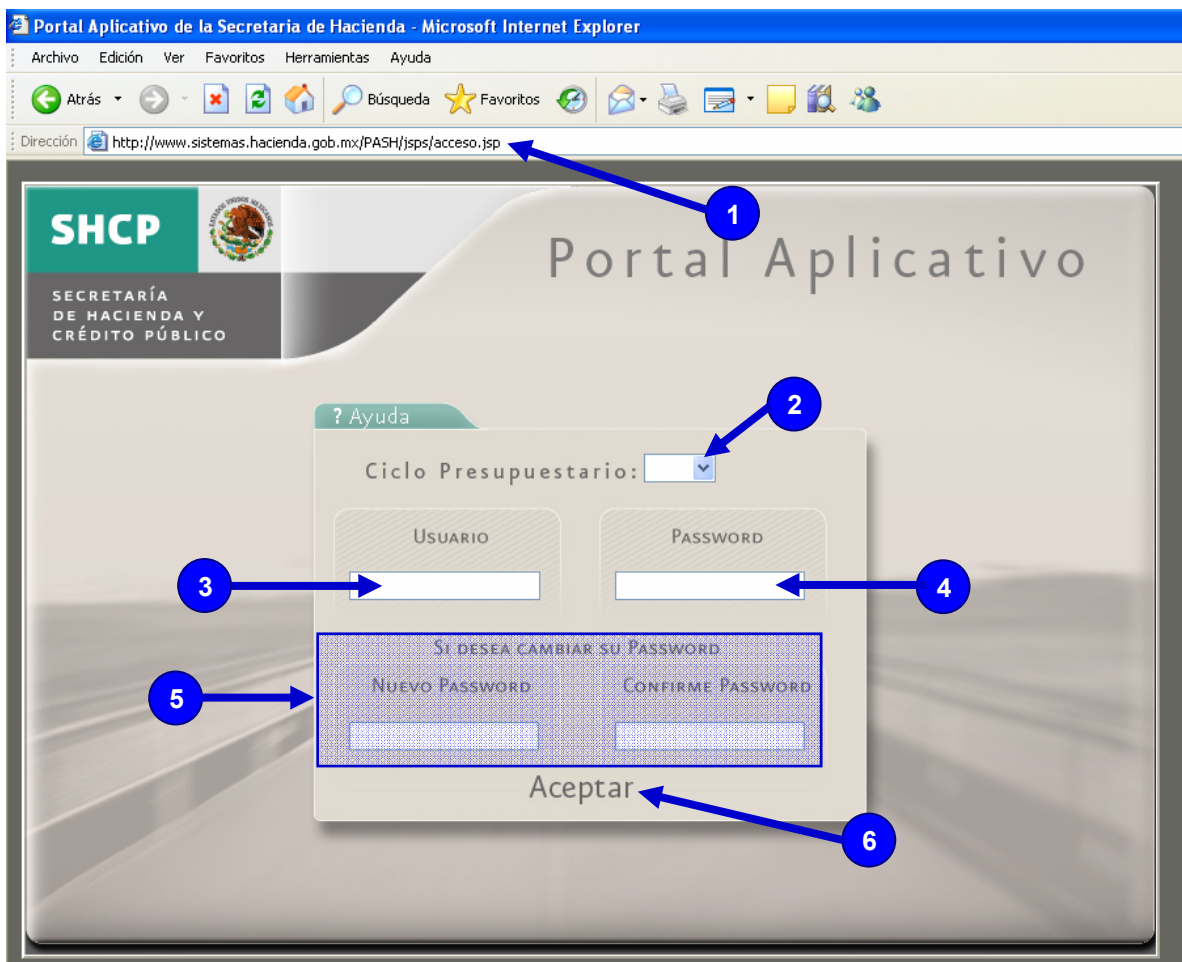 Portal Aplicativo de la Secretaria de Hacienda - Microsoft Internet Explorer
Archivo Edición Ver Favoritos Herramientas Ayuda
Atrás Búsqueda Favoritos
Dirección http://www.sistemas.hacienda.gob.mx/PASH/jsps/acceso.jsp
1
SHCP
ESTADOS UNIDOS MEXICANOS
Portal Aplicativo
SECRETARÍA
DE HACIENDA Y
CRÉDITO PÚBLICO
2
? Ayuda
Ciclo Presupuestario:
USUARIO PASSWORD
3
4
SI DESEA CAMBIAR SU PASSWORD
5
NUEVO PASSWORD CONFIRME PASSWORD
Aceptar
6